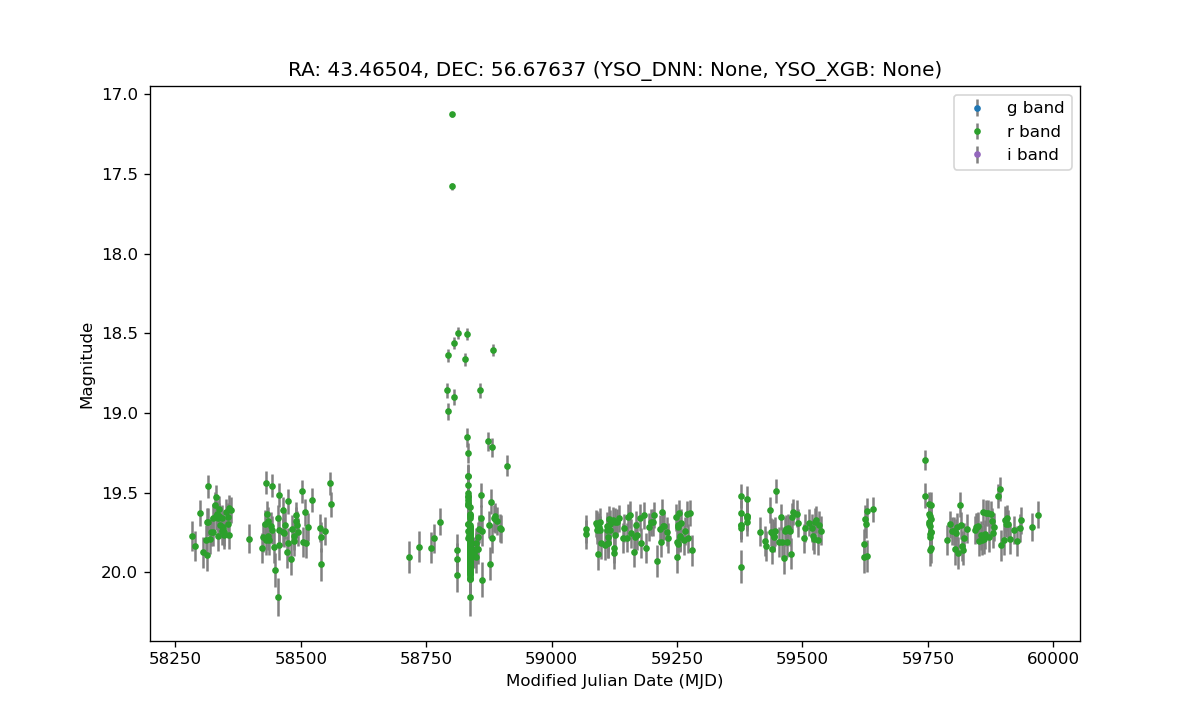 RA: 43.46504, DEC: 56.67637 (YSO_DNN: None, YSO_XGB: None)
17.0
17.5
18.0
18.5
19.0
19.5
20.0
Magnitude
g band
r band
i band
58250 58500 58750 59000 59250 59500 59750 60000
Modified Julian Date (MJD)